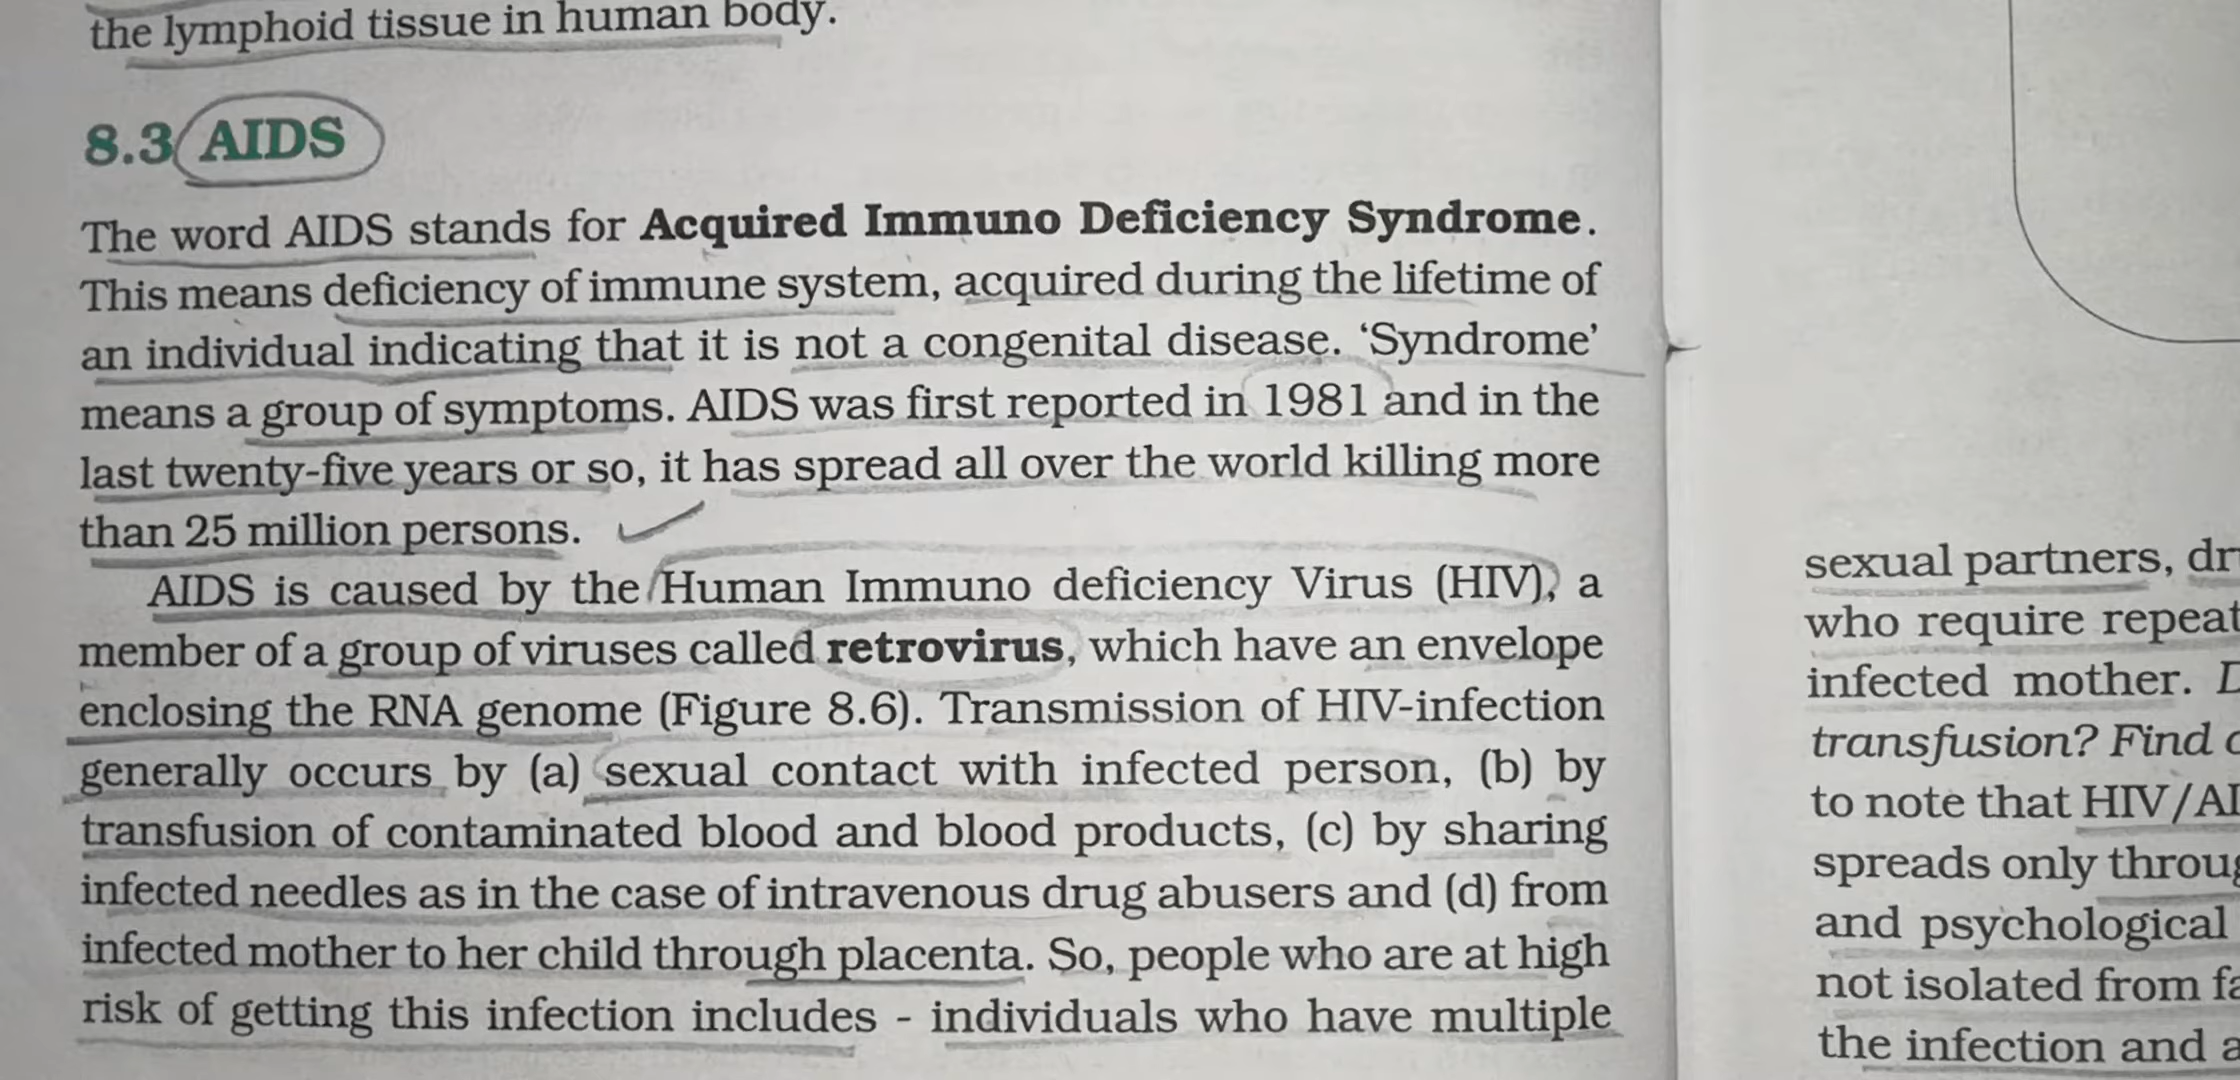 the lymphoid tissue in human body.
8.3 AIDS
The word AIDS stands for Acquired Immuno Deficiency Syndrome.
This means deficiency of immune system, acquired during the lifetime of
an individual indicating that it is not a congenital disease. ‘Syndrome’
means a group of symptoms. AIDS was first reported in 1981 and in the
last twenty-five years or so, it has spread all over the world killing more
than 25 million persons.
AIDS is caused by the Human Immuno deficiency Virus (HIV), a
member of a group of viruses called retrovirus, which have an envelope
enclosing the RNA genome (Figure 8.6). Transmission of HIV-infection
generally occurs by (a) sexual contact with infected person, (b) by
transfusion of contaminated blood and blood products, (c) by sharing
infected needles as in the case of intravenous drug abusers and (d) from
infected mother to her child through placenta. So, people who are at high
risk of getting this infection includes - individuals who have multiple
sexual partners,
who require
infected mother.
transfusion? Find
to note that
spreads only
and psychological
not isolated from
the infection and